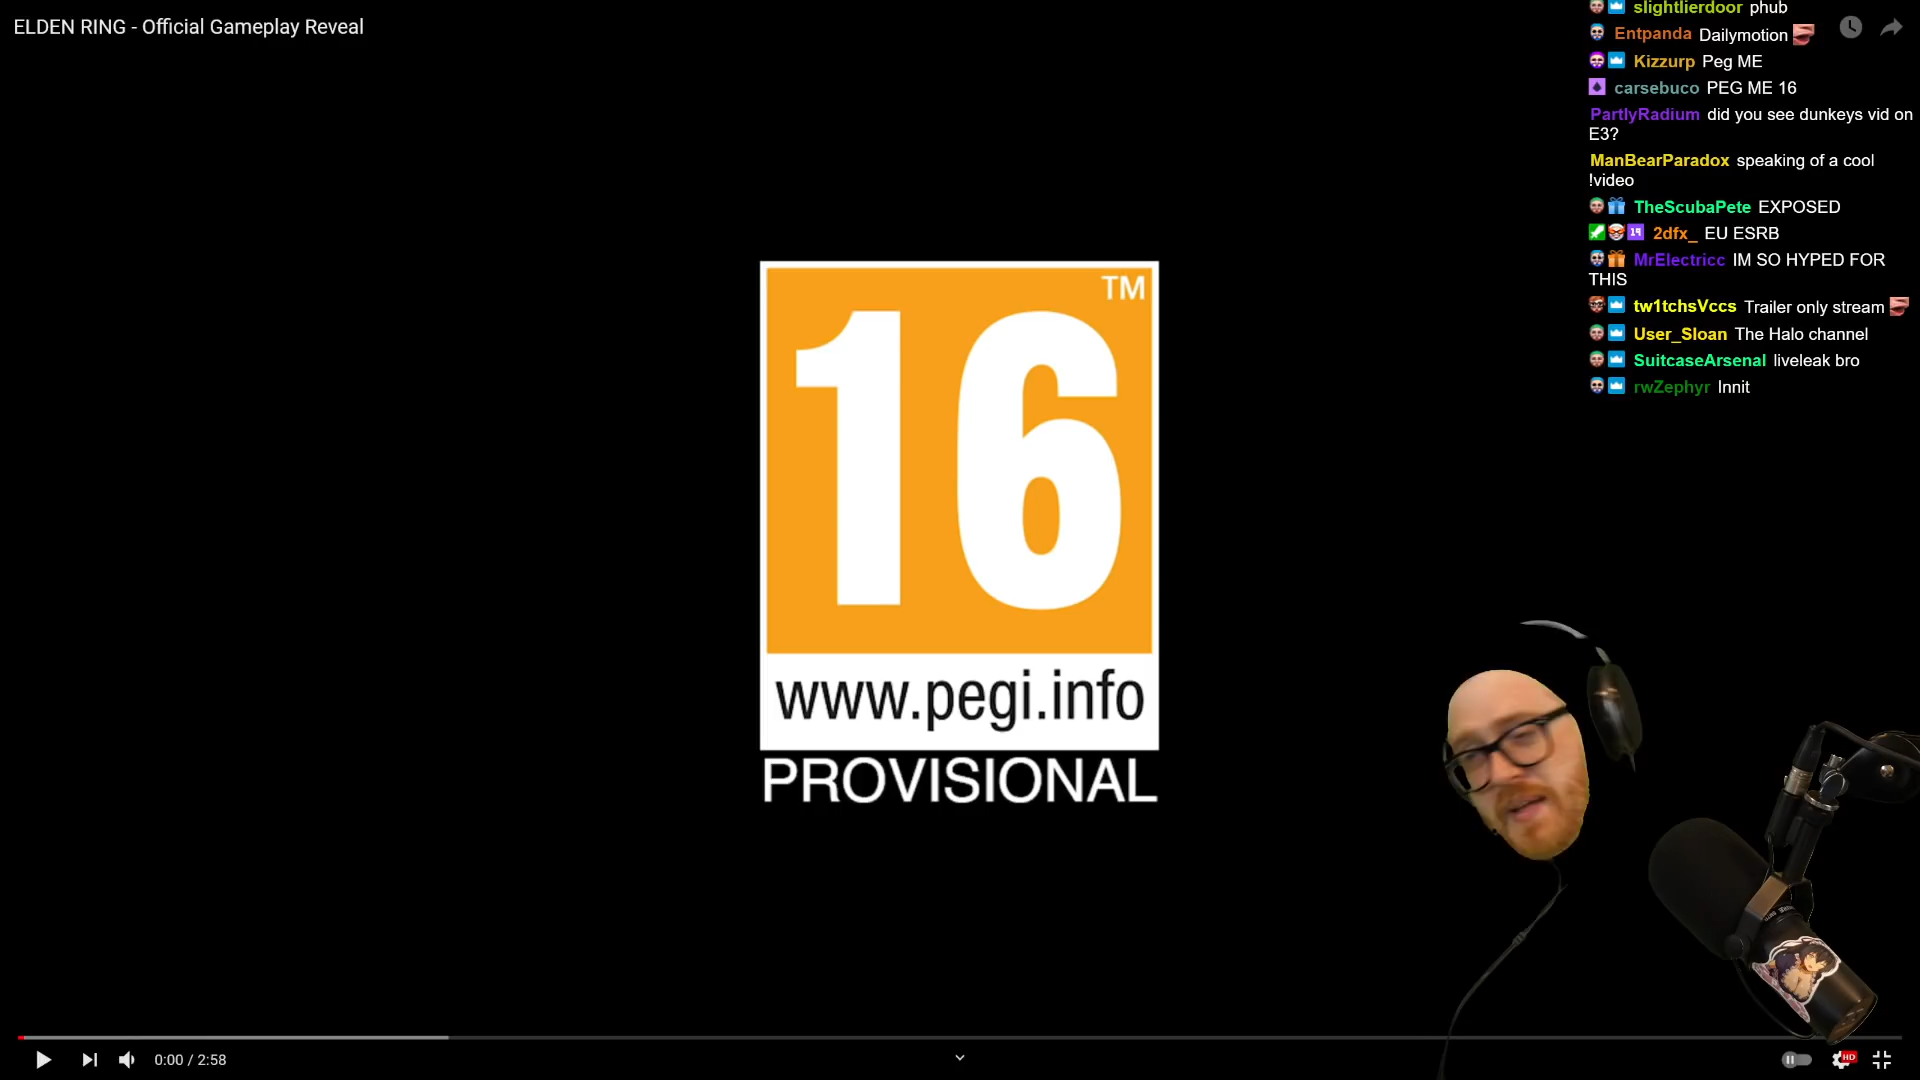 ELDEN RING - Official Gameplay Reveal
slightlierdoor phub
Entpanda Dailymotion
Kizzurp Peg ME
carsebuco PEG ME 16
PartlyRadium did you see dunkeys vid on
E3?
ManBearParadox speaking of a cool
!video
TheScubaPete EXPOSED
2dfx_ EU ESRB
MrElectricc IM SO HYPED FOR
THIS
tw1tchsVccs Trailer only stream
User_Sloan The Halo channel
SuitcaseArsenal liveleak bro
rwZephyr Innit
TM
16
www.pegi.info
PROVISIONAL
0:00 / 2:58
HD